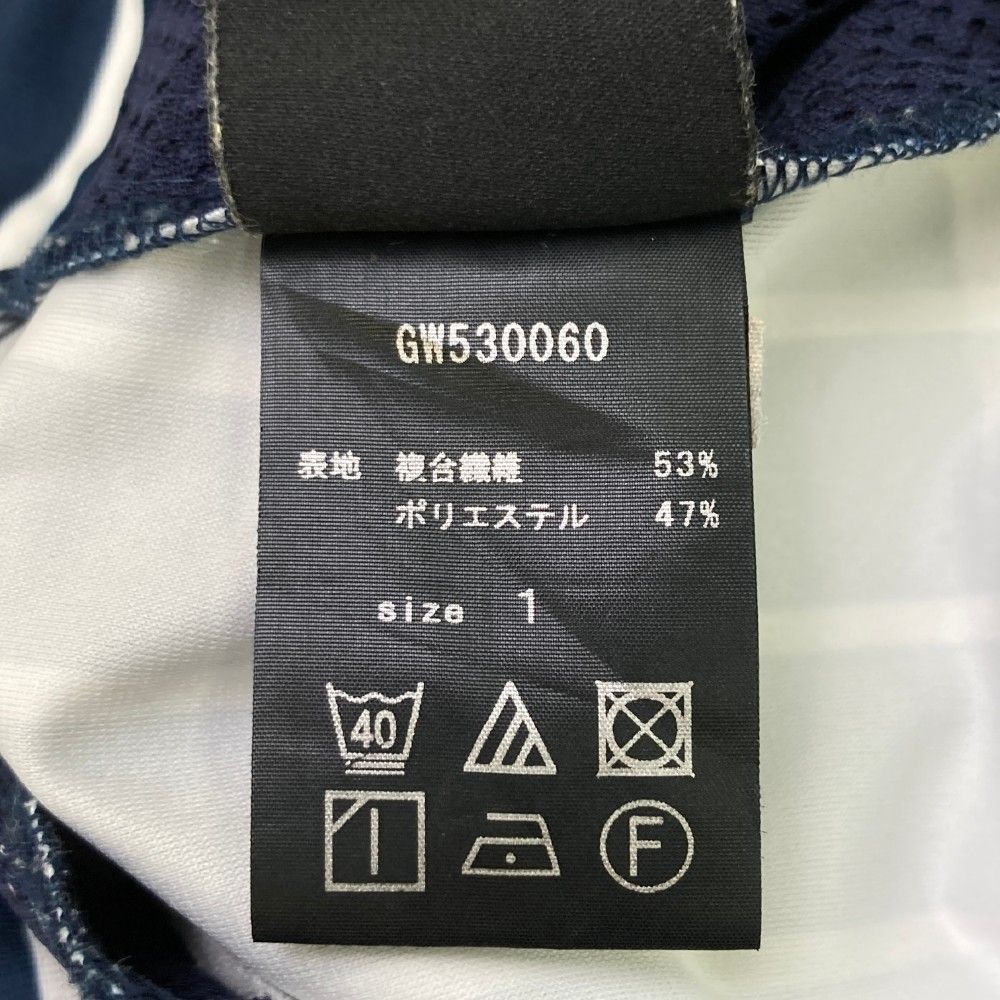 GW530060
表地 複合繊維 53%
ポリエステル 47%
size 1
40
F